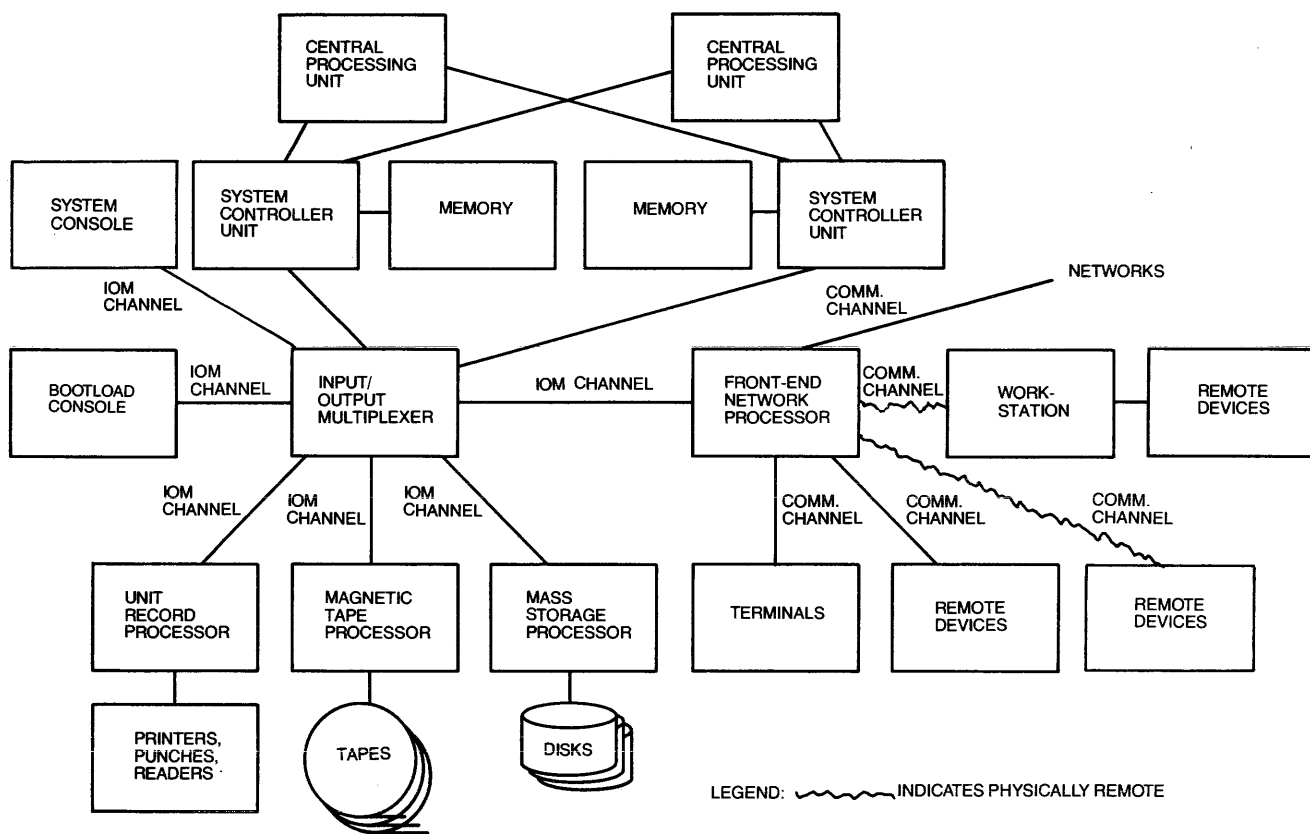 CENTRAL
PROCESSING
UNIT
CENTRAL
PROCESSING
UNIT
SYSTEM
CONSOLE
SYSTEM
CONTROLLER
UNIT
MEMORY
MEMORY
SYSTEM
CONTROLLER
UNIT
IOM
CHANNEL
COMM.
CHANNEL
NETWORKS
BOOTLOAD
CONSOLE
IOM
CHANNEL
INPUT/
OUTPUT
MULTIPLEXER
IOM CHANNEL
FRONT-END
NETWORK
PROCESSOR
COMM.
CHANNEL
WORK-
STATION
REMOTE
DEVICES
IOM
CHANNEL
IOM
CHANNEL
IOM
CHANNEL
COMM.
CHANNEL
COMM.
CHANNEL
COMM.
CHANNEL
UNIT
RECORD
PROCESSOR
MAGNETIC
TAPE
PROCESSOR
MASS
STORAGE
PROCESSOR
TERMINALS
REMOTE
DEVICES
REMOTE
DEVICES
PRINTERS,
PUNCHES,
READERS
TAPES
DISKS
LEGEND: INDICATES PHYSICALLY REMOTE